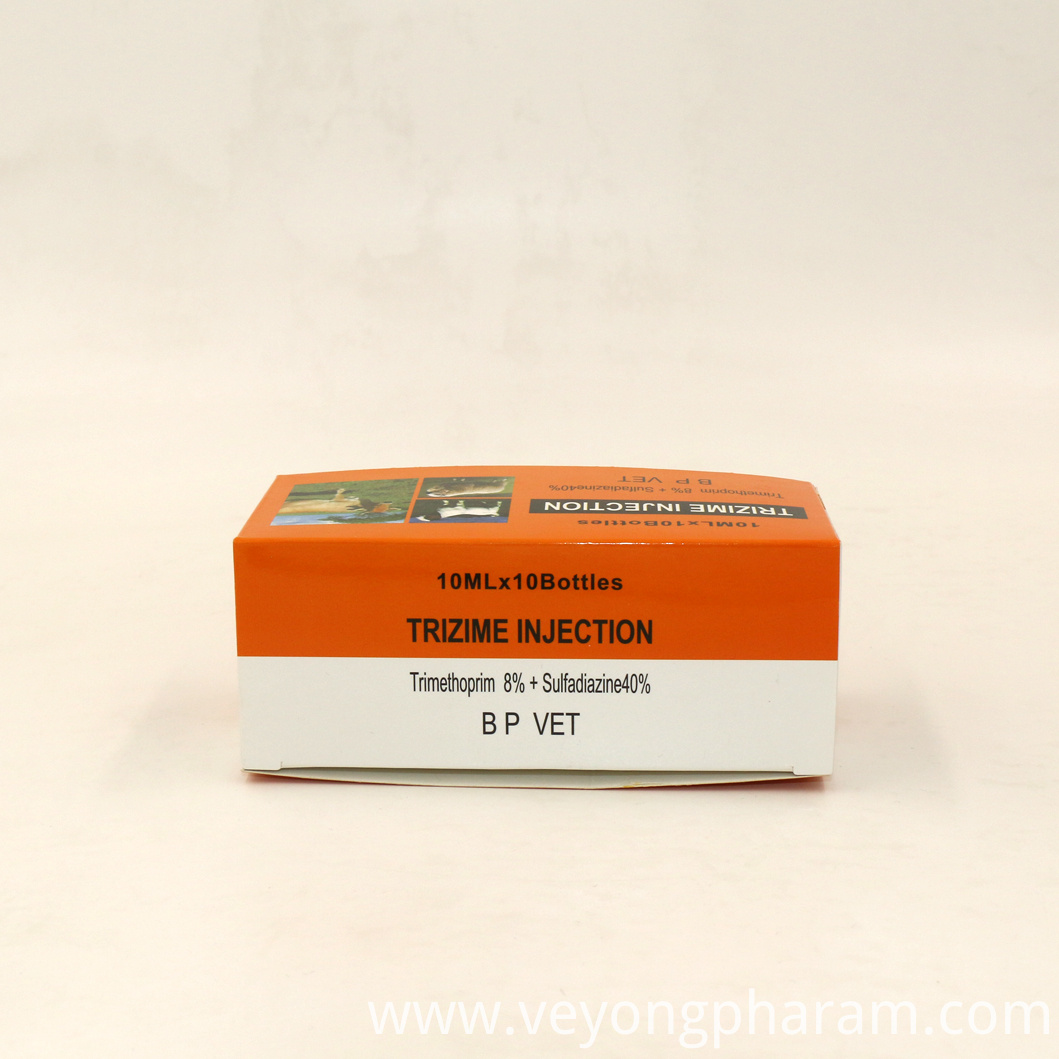 B P VET
Trimethoprim 8% + Sulfadiazine40%
TRIZIME INJECTION
10MLx10Bottles
10MLx10Bottles
TRIZIME INJECTION
Trimethoprim 8% + Sulfadiazine40%
B P VET
www.veyongpharam.com